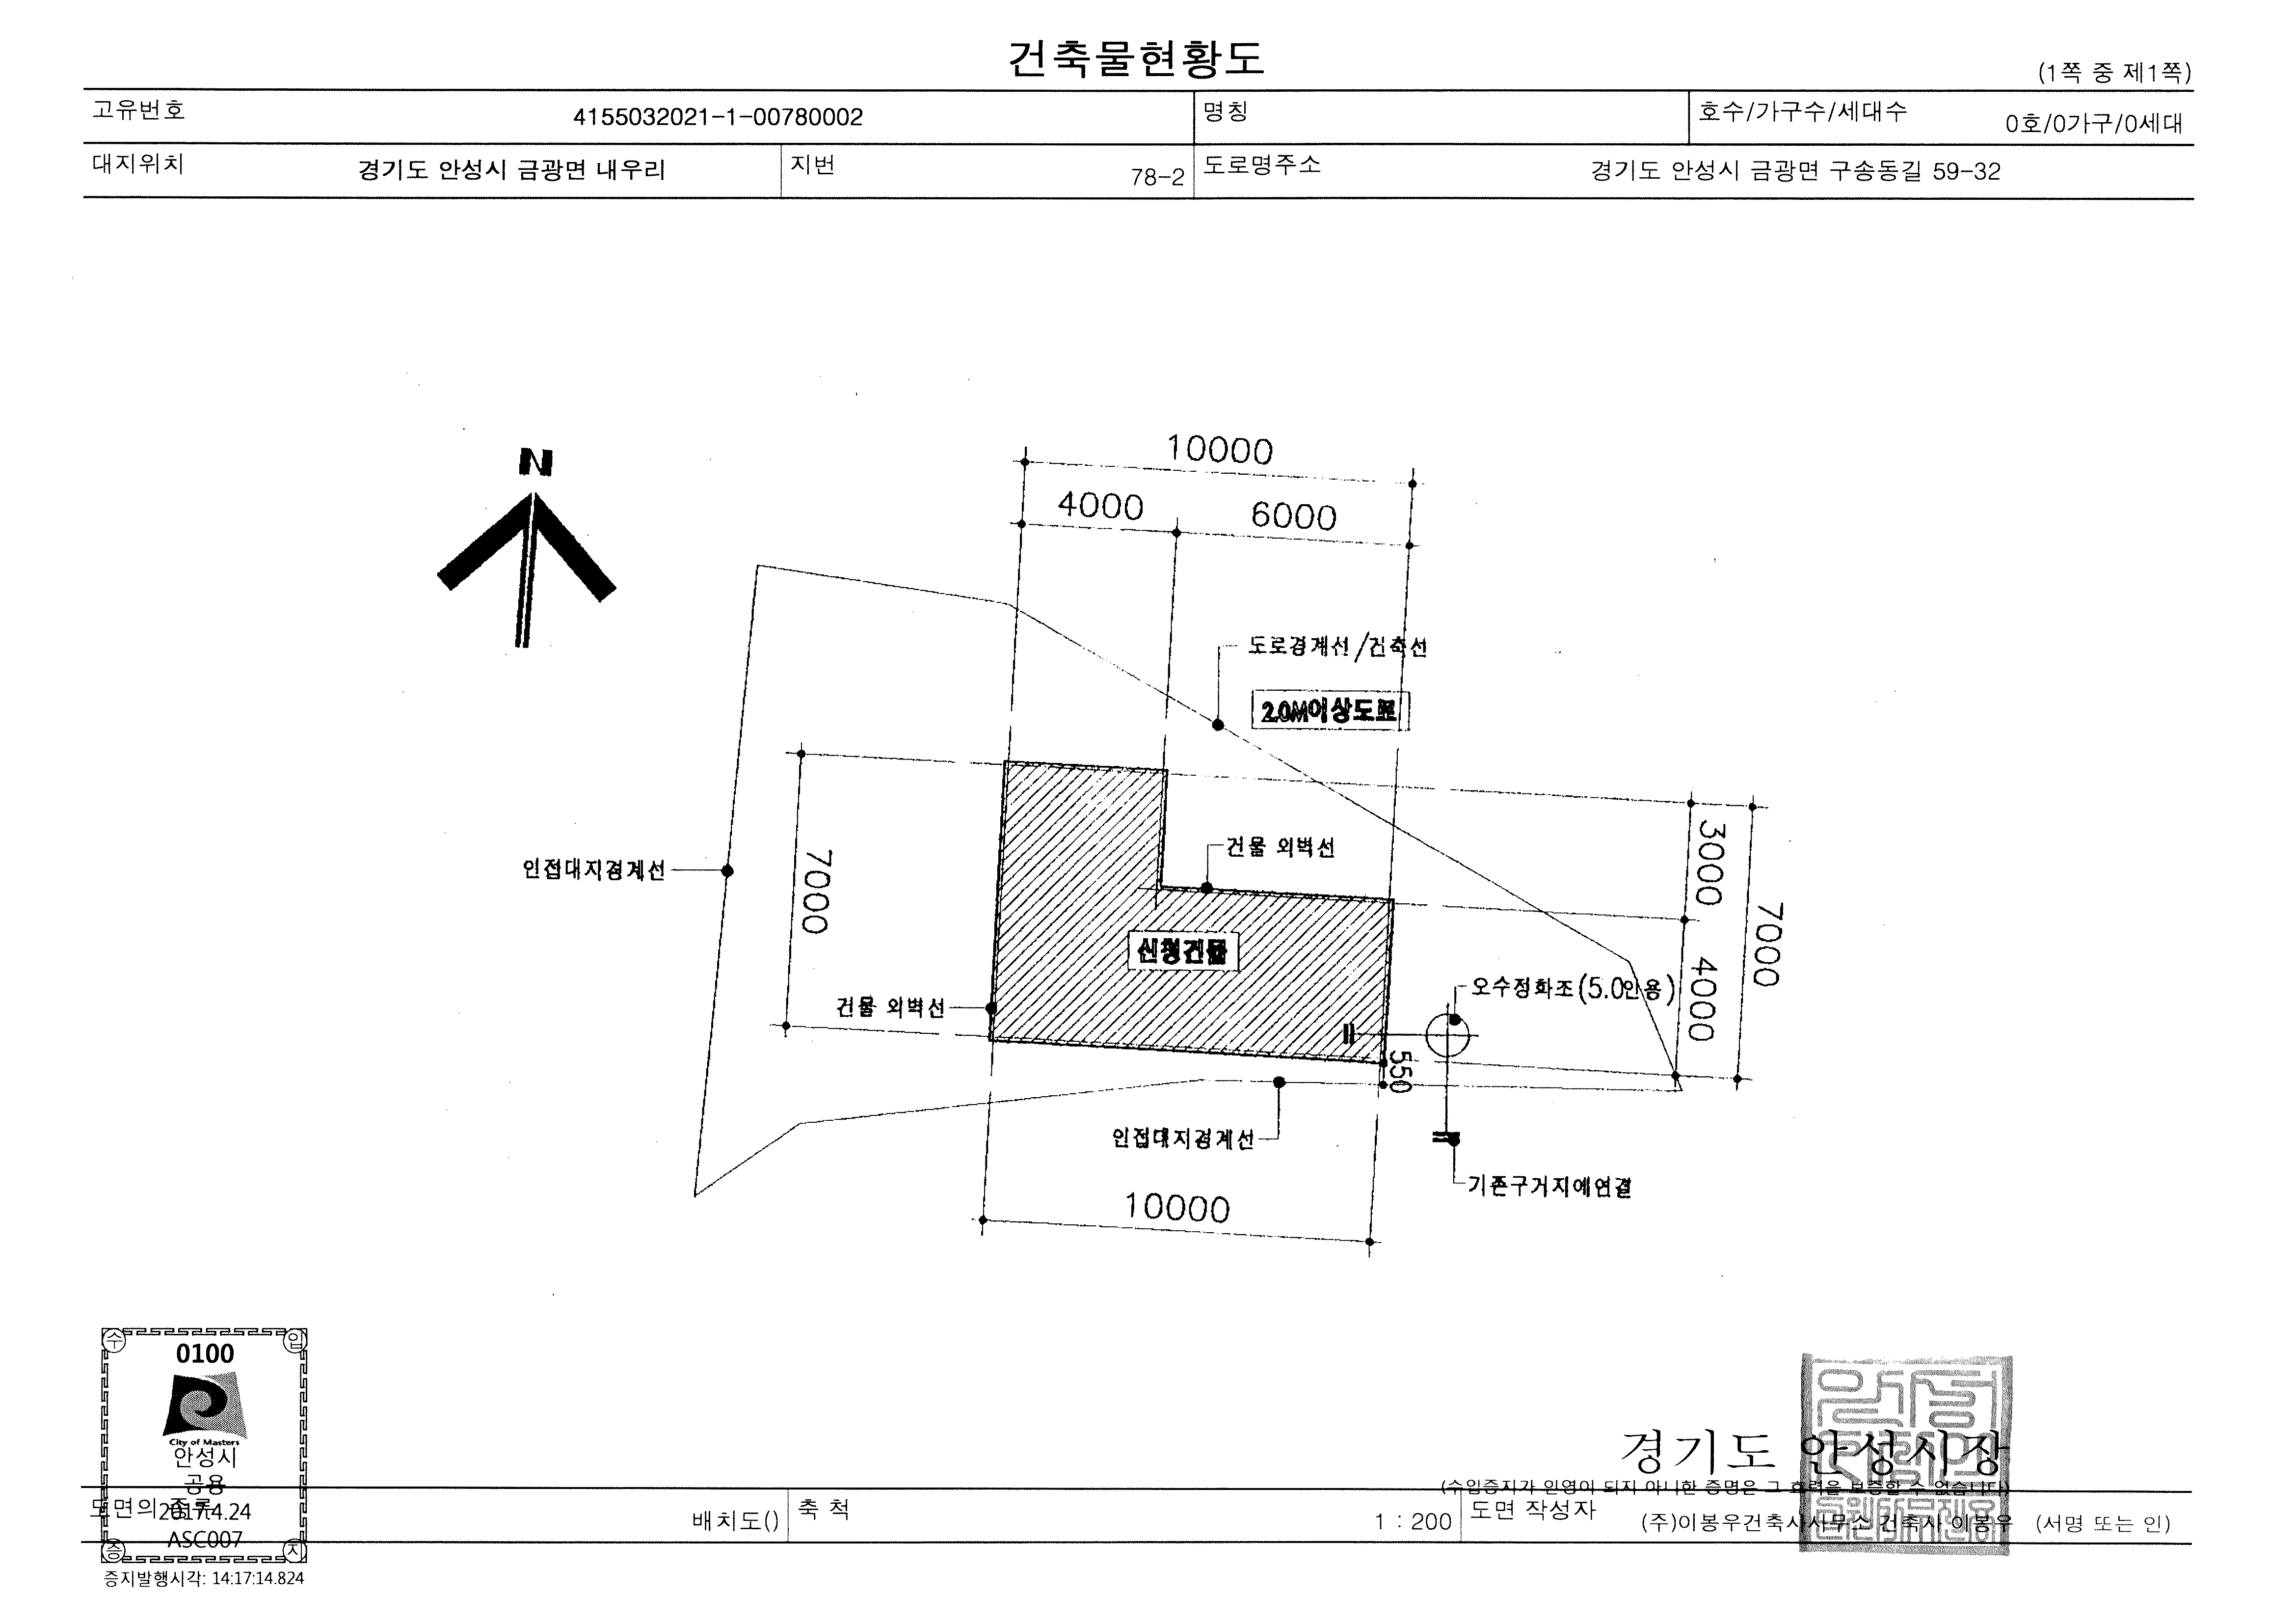 건축물현황도
(1쪽 중 제1쪽)
고유번호 4155032021-1-00780002 명칭 호수/가구수/세대수 0호/0가구/0세대
대지위치 경기도 안성시 금광면 내우리 지번 78-2 도로명주소 경기도 안성시 금광면 구송동길 59-32
N
10000
4000 6000
도로경계선/건축선
2.0M이상도로
건물 외벽선
인접대지경계선
7000
3000
7000
신청건물
4000
오수정화조(5.0인용)
건물 외벽선
550
인접대지경계선
기존구거지에연결
10000
수 입
0100
City of Masters
안성시
공용
2017.4.24
ASC007
증 지
증지발행시각: 14:17:14.824
경기도 안성시장
(수입증지가 인영이 되지 아니한 증명은 그 효력을 보증할 수 없습니다)
도면의 종류 배치도() 축 척 1 : 200 도면 작성자 (주)이봉우건축사사무소 건축사 이봉우 (서명 또는 인)